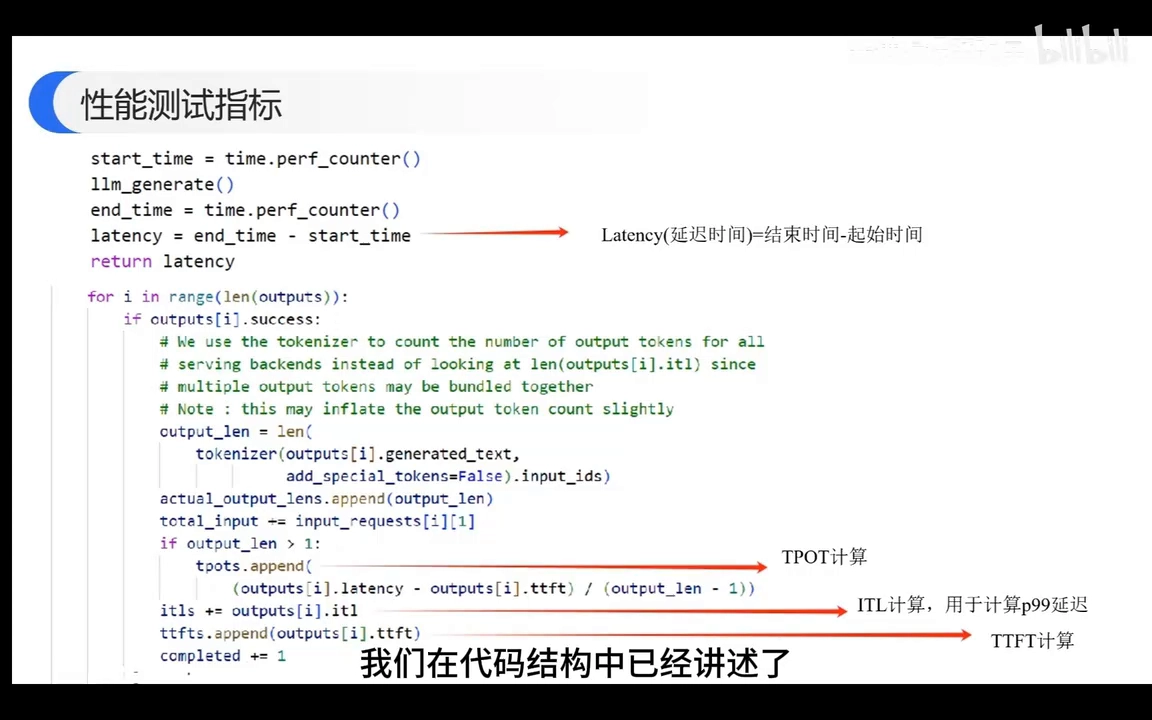 bilibili
性能测试指标
start_time = time.perf_counter()
llm_generate()
end_time = time.perf_counter()
latency = end_time - start_time
Latency(延迟时间)=结束时间-起始时间
return latency
for i in range(len(outputs)):
if outputs[i].success:
# We use the tokenizer to count the number of output tokens for all
# serving backends instead of looking at len(outputs[i].itl) since
# multiple output tokens may be bundled together
# Note : this may inflate the output token count slightly
output_len = len(
tokenizer(outputs[i].generated_text,
add_special_tokens=False).input_ids)
actual_output_lens.append(output_len)
total_input += input_requests[i][1]
if output_len > 1:
tpots.append(
TPOT计算
(outputs[i].latency - outputs[i].ttft) / (output_len - 1))
itls += outputs[i].itl
ITL计算，用于计算p99延迟
ttfts.append(outputs[i].ttft)
TTFT计算
completed += 1
我们在代码结构中已经讲述了